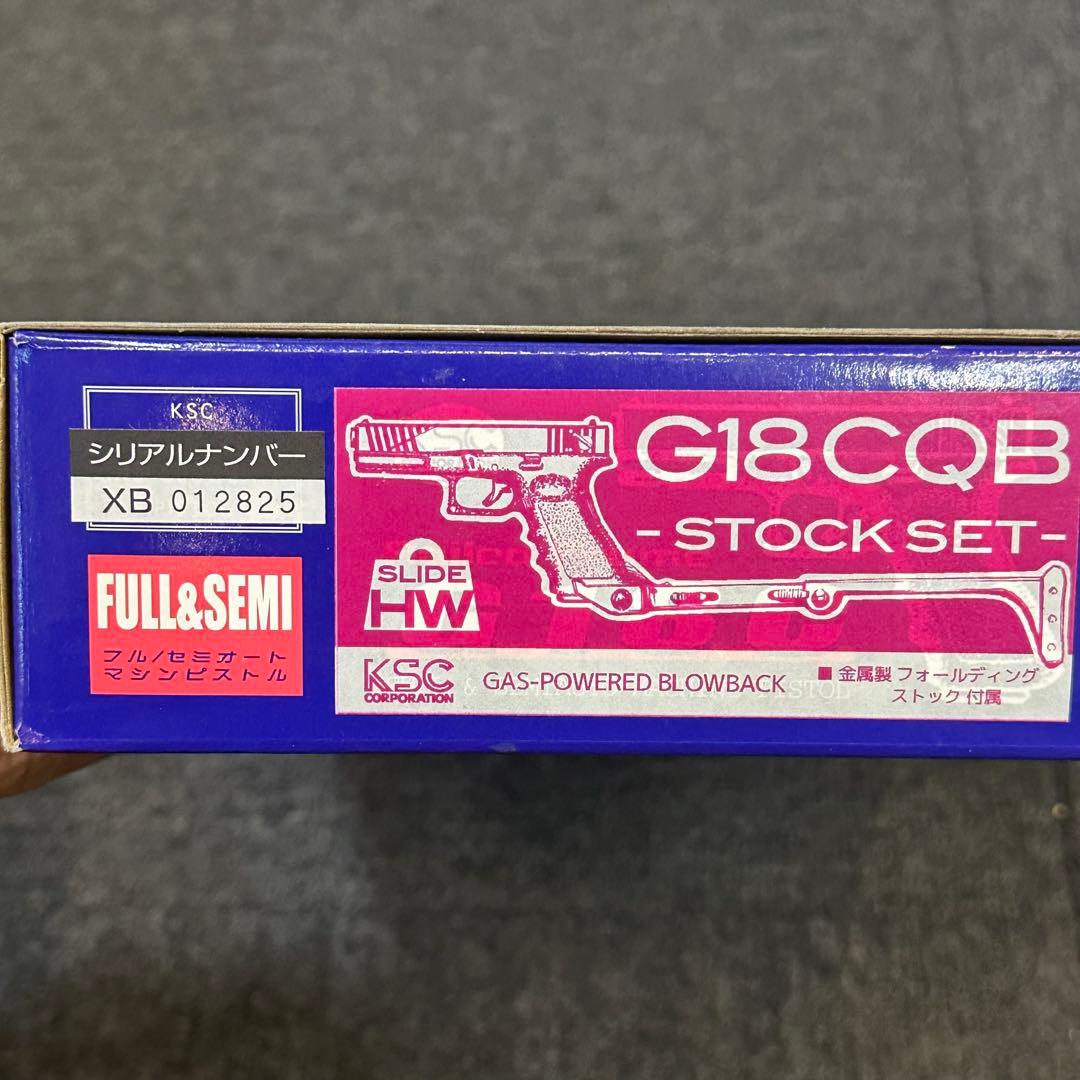 KSC
シリアルナンバー
XB 012825
FULL&SEMI
フル/セミオート
マシンピストル
G18CQB
- STOCK SET -
SLIDE
HW
KSC
CORPORATION
GAS-POWERED BLOWBACK
■ 金属製 フォールディング
ストック 付属